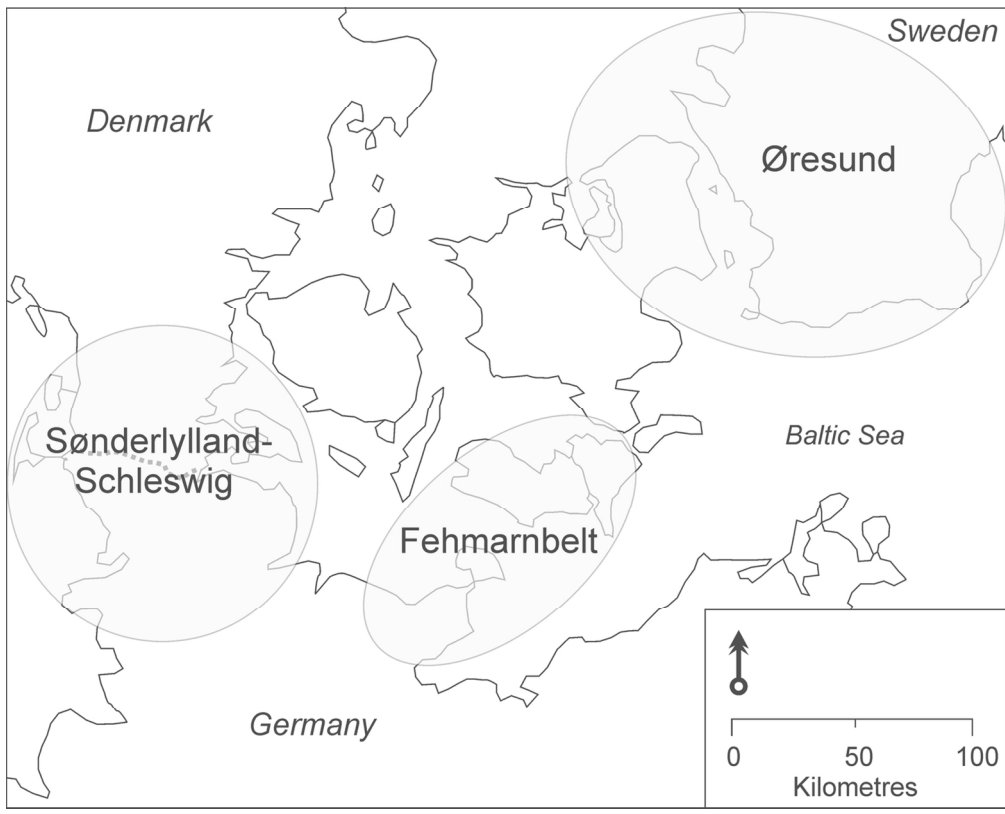 Sweden
Denmark
Øresund
Sønderlylland-
Schleswig
Baltic Sea
Fehmarnbelt
Germany
0 50 100
Kilometres